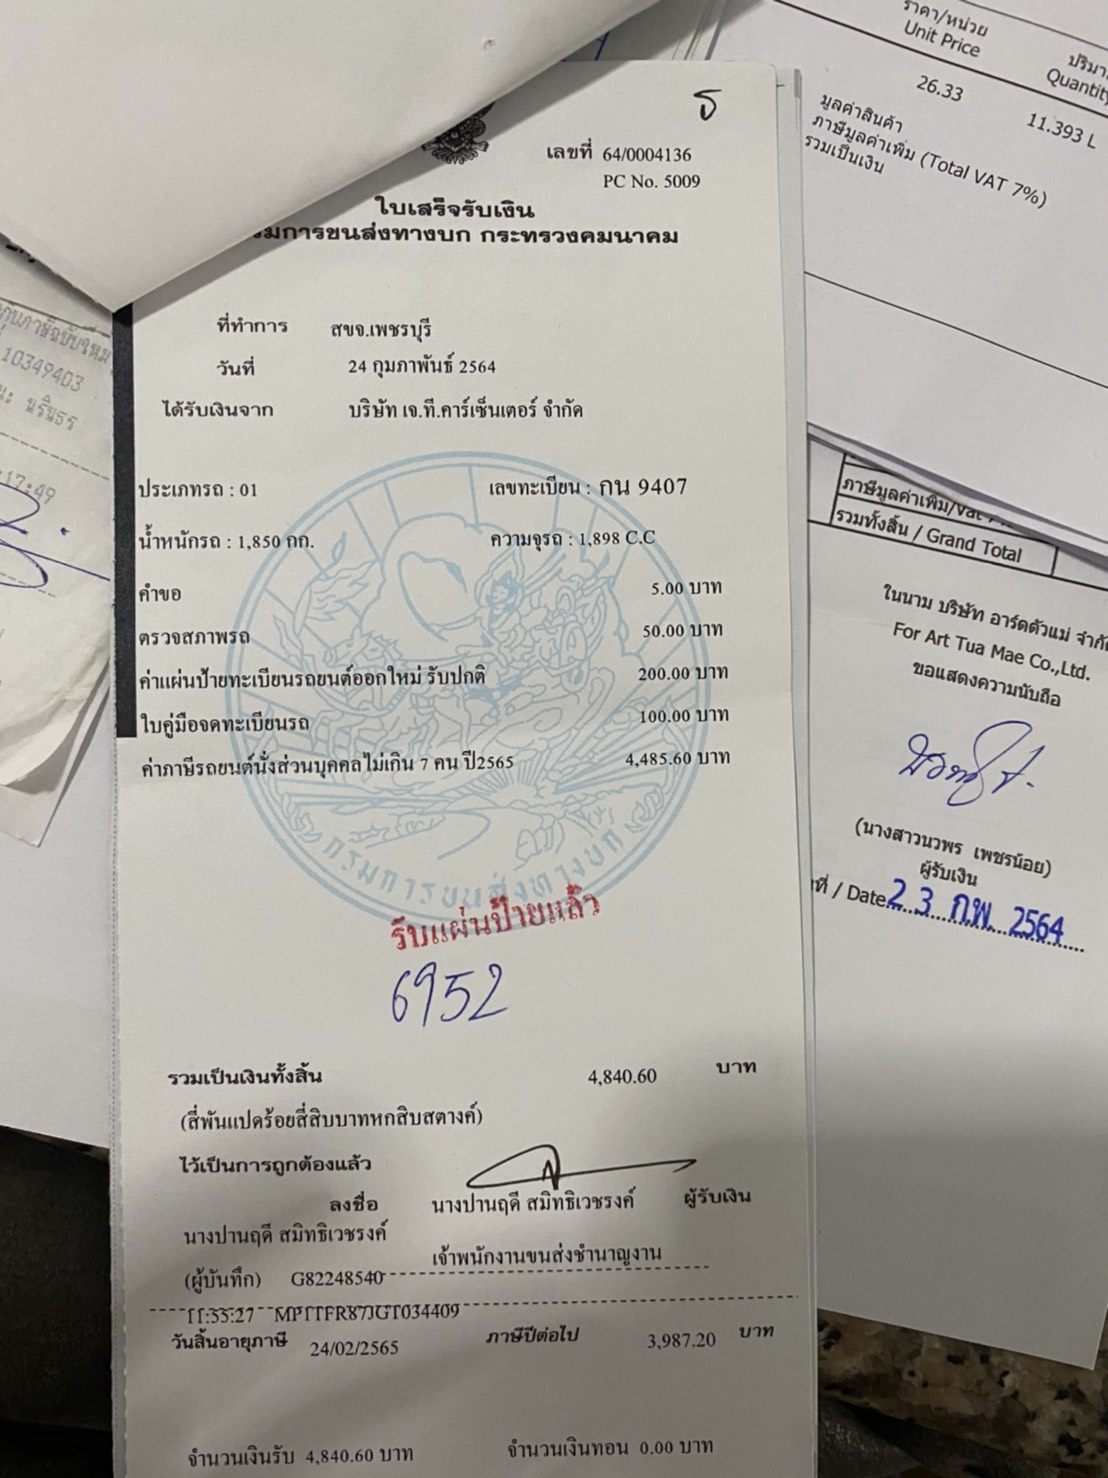 ราคา/หน่วย
Unit Price
26.33
11.393 L
มูลค่าสินค้า
ภาษีมูลค่าเพิ่ม (Total VAT 7%)
รวมเป็นเงิน
10349403
:17:49
เลขที่ 64/0004136
PC No. 5009
ใบเสร็จรับเงิน
มการขนส่งทางบก กระทรวงคมนาคม
ที่ทำการ สขจ.เพชรบุรี
วันที่ 24 กุมภาพันธ์ 2564
ได้รับเงินจาก บริษัท เจ.ที.คาร์เซ็นเตอร์ จำกัด
ประเภทรถ : 01 เลขทะเบียน : กน 9407
น้ำหนักรถ : 1,850 กก. ความจุรถ : 1,898 C.C
คำขอ 5.00 บาท
ตรวจสภาพรถ 50.00 บาท
ค่าแผ่นป้ายทะเบียนรถยนต์ออกใหม่ รับปกติ 200.00 บาท
ใบคู่มือจดทะเบียนรถ 100.00 บาท
ค่าภาษีรถยนต์นั่งส่วนบุคคลไม่เกิน 7 คน ปี2565 4,485.60 บาท
กรมการขนส่งทางบก
รับแผ่นป้ายแล้ว
6952
รวมเป็นเงินทั้งสิ้น 4,840.60 บาท
(สี่พันแปดร้อยสี่สิบบาทหกสิบสตางค์)
ไว้เป็นการถูกต้องแล้ว
ลงชื่อ นางปานฤดี สมิทธิเวชรงค์ ผู้รับเงิน
นางปานฤดี สมิทธิเวชรงค์
เจ้าพนักงานขนส่งชำนาญงาน
(ผู้บันทึก) G82248540
11:55:27
วันสิ้นอายุภาษี 24/02/2565 ภาษีปีต่อไป 3,987.20 บาท
จำนวนเงินรับ 4,840.60 บาท จำนวนเงินทอน 0.00 บาท
ภาษีมูลค่าเพิ่ม/Vat
รวมทั้งสิ้น / Grand Total
ในนาม บริษัท อาร์ตตัวแม่ จำกัด
For Art Tua Mae Co.,Ltd.
ขอแสดงความนับถือ
(นางสาวนวพร เพชรน้อย)
ผู้รับเงิน
ที่ / Date 23 ก.พ. 2564